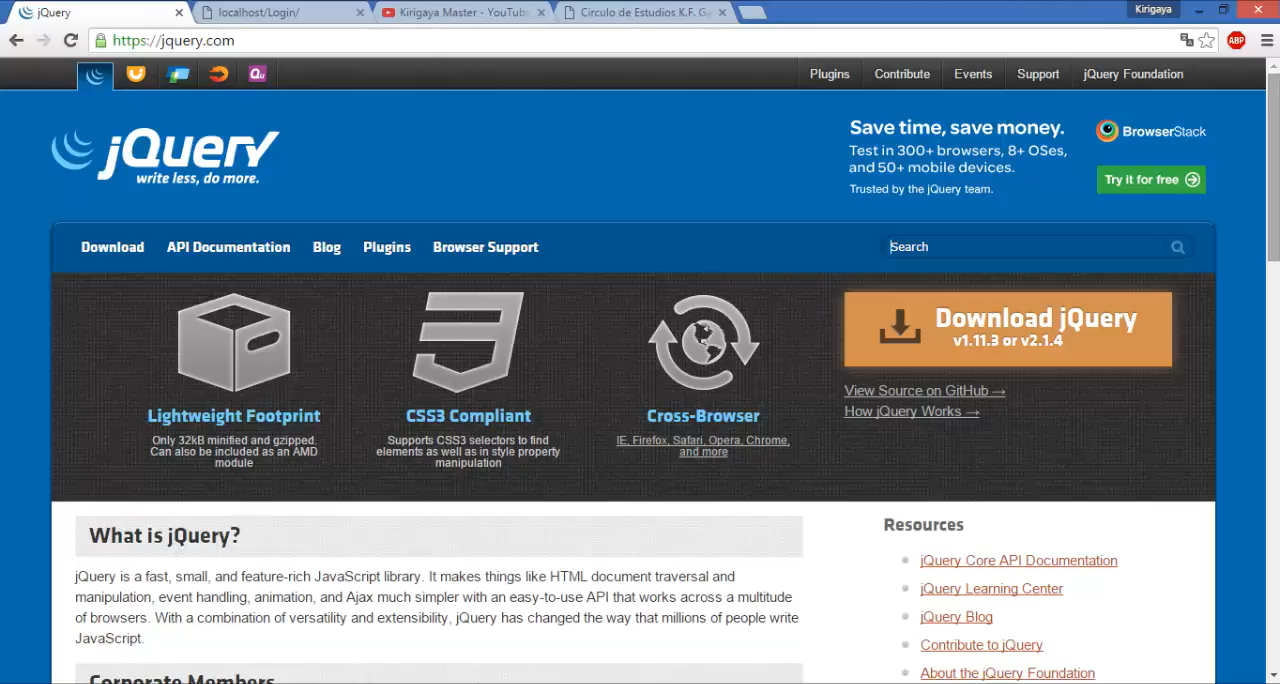 jQuery
localhost/Login/
Kirigaya Master - YouTub
Circulo de Estudios K.F. G
Kirigaya
https://jquery.com
ABP
Qu
Plugins
Contribute
Events
Support
jQuery Foundation
jQuery
write less, do more.
Save time, save money.
Test in 300+ browsers, 8+ OSes,
and 50+ mobile devices.
Trusted by the jQuery team.
BrowserStack
Try it for free
Download
API Documentation
Blog
Plugins
Browser Support
Search
Lightweight Footprint
Only 32kB minified and gzipped.
Can also be included as an AMD
module
CSS3 Compliant
Supports CSS3 selectors to find
elements as well as in style property
manipulation
Cross-Browser
IE, Firefox, Safari, Opera, Chrome,
and more
Download jQuery
v1.11.3 or v2.1.4
View Source on GitHub →
How jQuery Works →
What is jQuery?
jQuery is a fast, small, and feature-rich JavaScript library. It makes things like HTML document traversal and
manipulation, event handling, animation, and Ajax much simpler with an easy-to-use API that works across a multitude
of browsers. With a combination of versatility and extensibility, jQuery has changed the way that millions of people write
JavaScript.
Corporate Members
Resources
jQuery Core API Documentation
jQuery Learning Center
jQuery Blog
Contribute to jQuery
About the jQuery Foundation